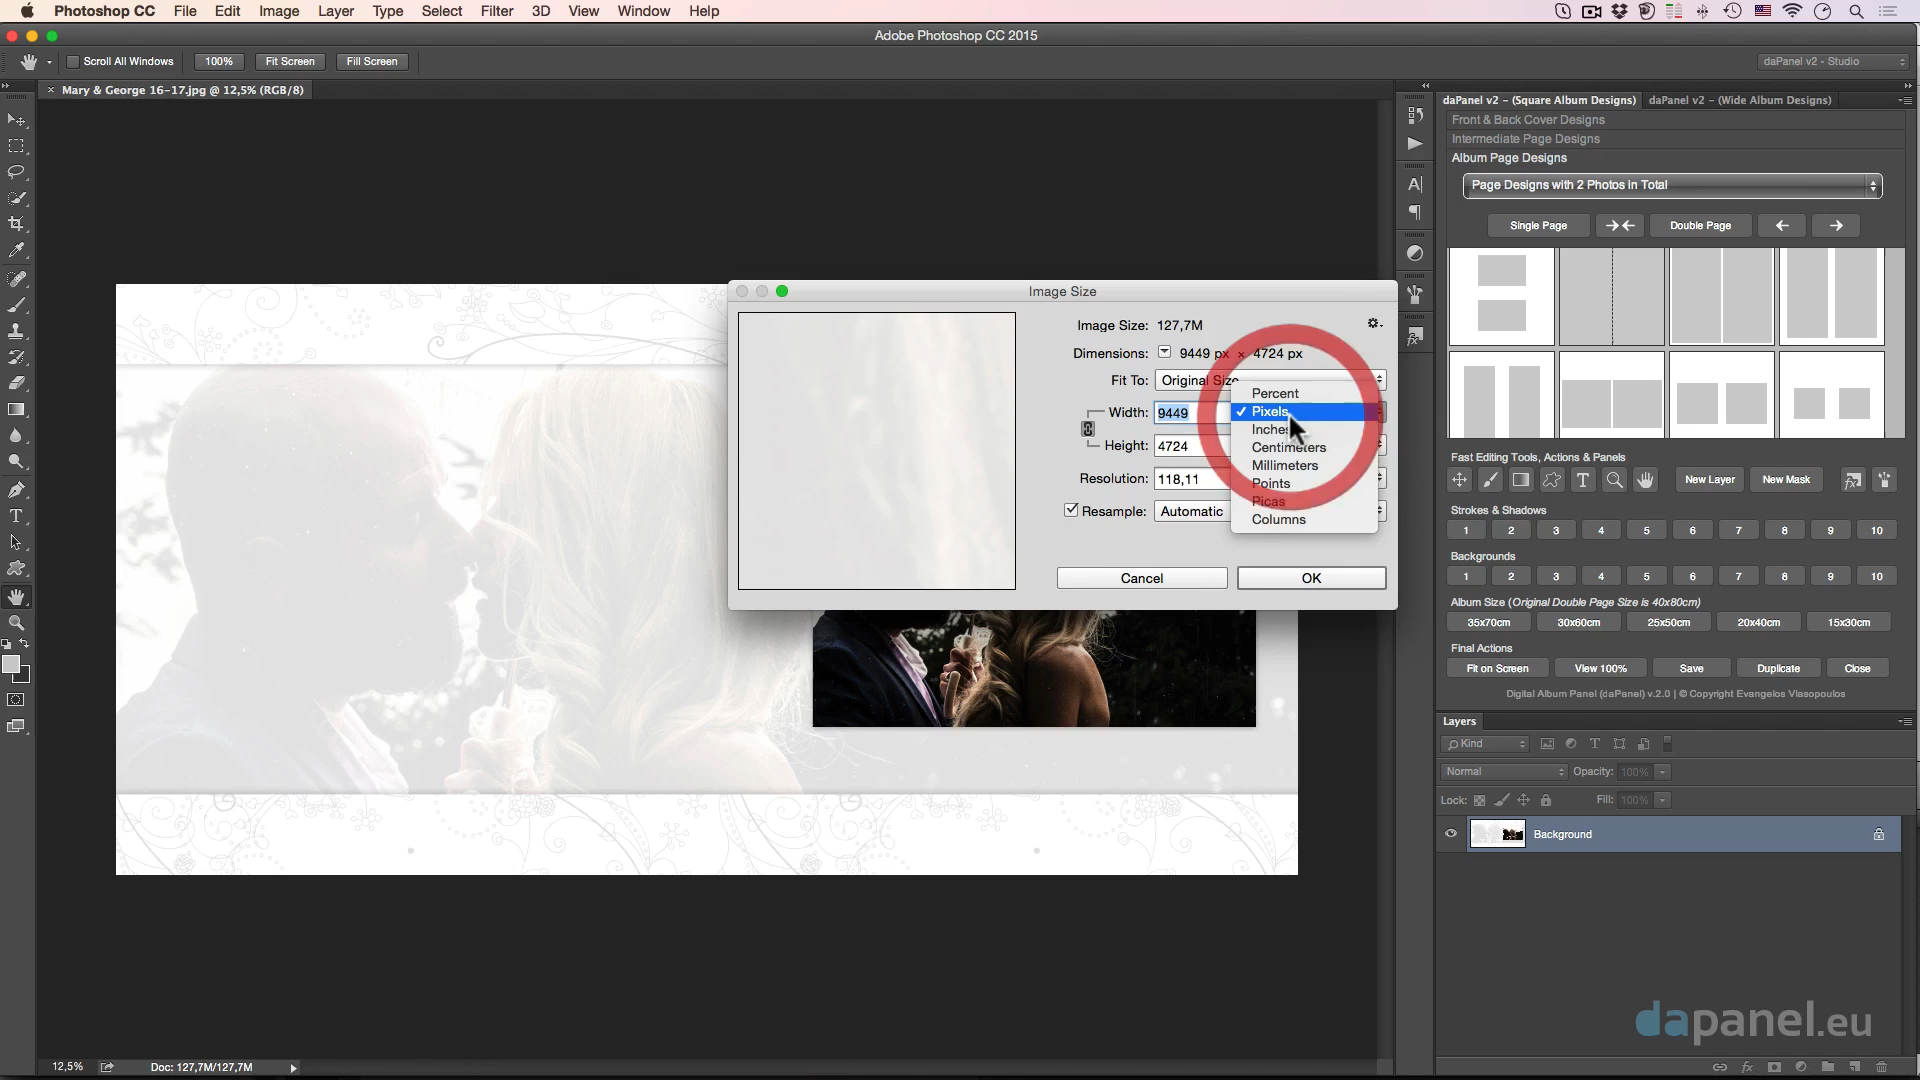 Photoshop CC File Edit Image Layer Type Select Filter 3D View Window Help
Adobe Photoshop CC 2015
Scroll All Windows 100% Fit Screen Fill Screen
daPanel v2 - Studio
× Mary & George 16-17.jpg @ 12,5% (RGB/8)
Image Size
Image Size: 127,7M
Dimensions: 9449 px × 4724 px
Fit To: Original Size
Width: 9449
Height: 4724
Resolution: 118,11
Resample: Automatic
Percent
✓ Pixels
Inches
Centimeters
Millimeters
Points
Picas
Columns
Cancel OK
daPanel v2 - (Square Album Designs) daPanel v2 - (Wide Album Designs)
Front & Back Cover Designs
Intermediate Page Designs
Album Page Designs
Page Designs with 2 Photos in Total
Single Page Double Page
Fast Editing Tools, Actions & Panels
T New Layer New Mask fx
Strokes & Shadows
1 2 3 4 5 6 7 8 9 10
Backgrounds
1 2 3 4 5 6 7 8 9 10
Album Size (Original Double Page Size is 40x80cm)
35x70cm 30x60cm 25x50cm 20x40cm 15x30cm
Final Actions
Fit on Screen View 100% Save Duplicate Close
Digital Album Panel (daPanel) v.2.0 | © Copyright Evangelos Vlasopoulos
Layers
Kind
Normal Opacity: 100%
Lock: Fill: 100%
Background
dapanel.eu
12,5% Doc: 127,7M/127,7M